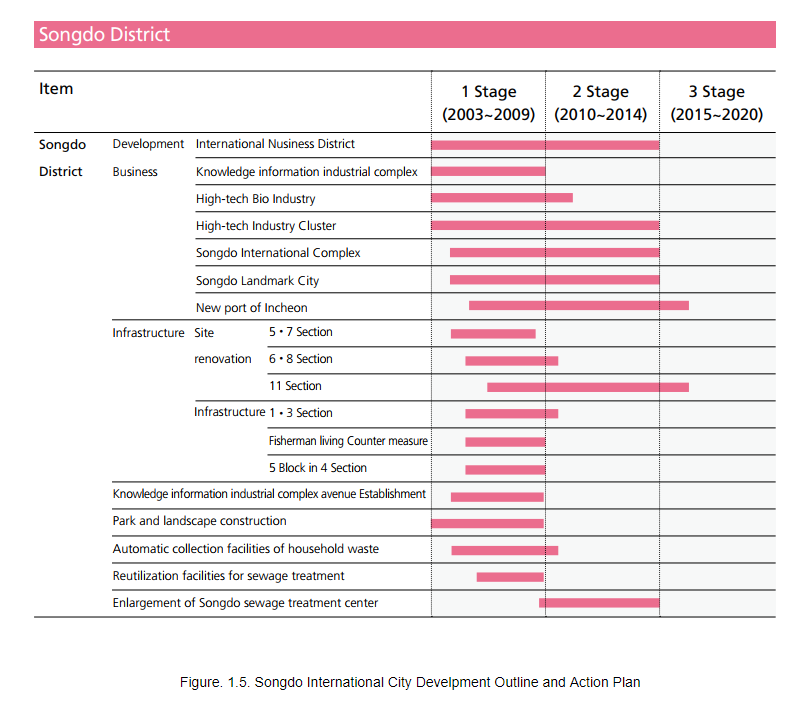 Songdo District
Item
1 Stage
(2003~2009)
2 Stage
(2010~2014)
3 Stage
(2015~2020)
Songdo
District
Development
Business
International Nusiness District
Knowledge information industrial complex
High-tech Bio Industry
High-tech Industry Cluster
Songdo International Complex
Songdo Landmark City
New port of Incheon
Infrastructure
Site
renovation
5 • 7 Section
6 • 8 Section
11 Section
Infrastructure
1 • 3 Section
Fisherman living Counter measure
5 Block in 4 Section
Knowledge information industrial complex avenue Establishment
Park and landscape construction
Automatic collection facilities of household waste
Reutilization facilities for sewage treatment
Enlargement of Songdo sewage treatment center
Figure. 1.5. Songdo International City Develpment Outline and Action Plan